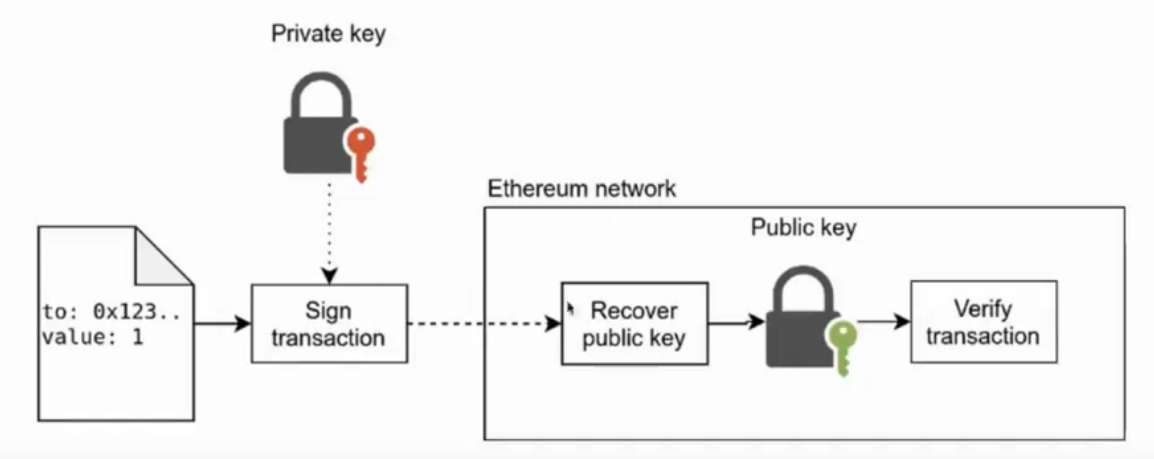 Private key
Ethereum network
Public key
to: 0x123..
value: 1
Sign
transaction
Recover
public key
Verify
transaction